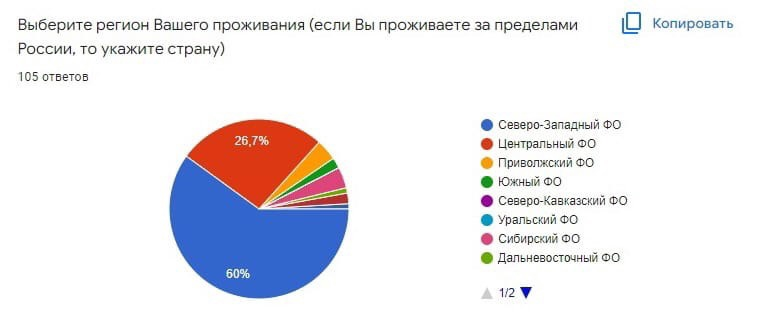 Выберите регион Вашего проживания (если Вы проживаете за пределами
России, то укажите страну)
Копировать
105 ответов
26,7%
60%
Северо-Западный ФО
Центральный ФО
Приволжский ФО
Южный ФО
Северо-Кавказский ФО
Уральский ФО
Сибирский ФО
Дальневосточный ФО
1/2